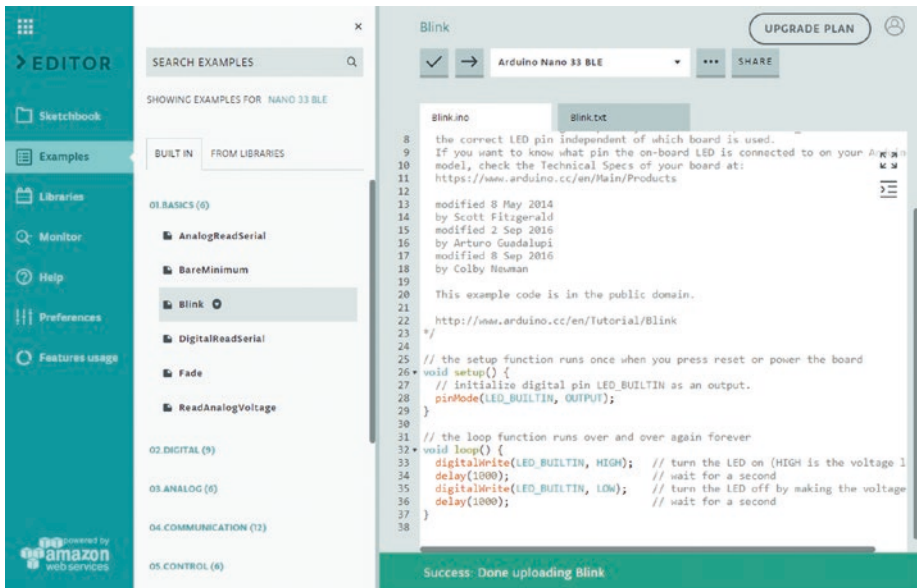 EDITOR
Sketchbook
Examples
Libraries
Monitor
Help
Preferences
Features usage
powered by
amazon
web services
×
SEARCH EXAMPLES
SHOWING EXAMPLES FOR NANO 33 BLE
BUILT IN FROM LIBRARIES
01.BASICS (6)
AnalogReadSerial
BareMinimum
Blink
DigitalReadSerial
Fade
ReadAnalogVoltage
02.DIGITAL (9)
03.ANALOG (6)
04.COMMUNICATION (12)
05.CONTROL (6)
Blink
UPGRADE PLAN
Arduino Nano 33 BLE
SHARE
Blink.ino Blink.txt
8 the correct LED pin independent of which board is used.
9 If you want to know what pin the on-board LED is connected to on your
10 model, check the Technical Specs of your board at:
11 https://www.arduino.cc/en/Main/Products
12
13 modified 8 May 2014
14 by Scott Fitzgerald
15 modified 2 Sep 2016
16 by Arturo Guadalupi
17 modified 8 Sep 2016
18 by Colby Newman
19
20 This example code is in the public domain.
21
22 http://www.arduino.cc/en/Tutorial/Blink
23 */
24
25 // the setup function runs once when you press reset or power the board
26 void setup() {
27 // initialize digital pin LED_BUILTIN as an output.
28 pinMode(LED_BUILTIN, OUTPUT);
29 }
30
31 // the loop function runs over and over again forever
32 void loop() {
33 digitalWrite(LED_BUILTIN, HIGH); // turn the LED on (HIGH is the voltage l
34 delay(1000); // wait for a second
35 digitalWrite(LED_BUILTIN, LOW); // turn the LED off by making the voltage
36 delay(1000); // wait for a second
37 }
38
Success: Done uploading Blink